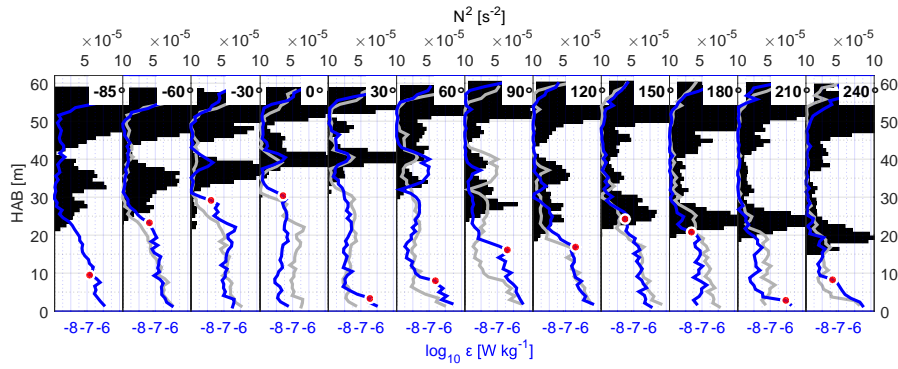 N² [s⁻²]
×10⁻⁵ ×10⁻⁵ ×10⁻⁵ ×10⁻⁵ ×10⁻⁵ ×10⁻⁵ ×10⁻⁵ ×10⁻⁵ ×10⁻⁵ ×10⁻⁵ ×10⁻⁵ ×10⁻⁵
5 10 5 10 5 10 5 10 5 10 5 10 5 10 5 10 5 10 5 10 5 10 5 10
60 -85° -60° -30° 0° 30° 60° 90° 120° 150° 180° 210° 240°
50
40
30
20
10
0
HAB [m]
-8 -7 -6 -8 -7 -6 -8 -7 -6 -8 -7 -6 -8 -7 -6 -8 -7 -6 -8 -7 -6 -8 -7 -6 -8 -7 -6 -8 -7 -6 -8 -7 -6 -8 -7 -6
log₁₀ ε [W kg⁻¹]